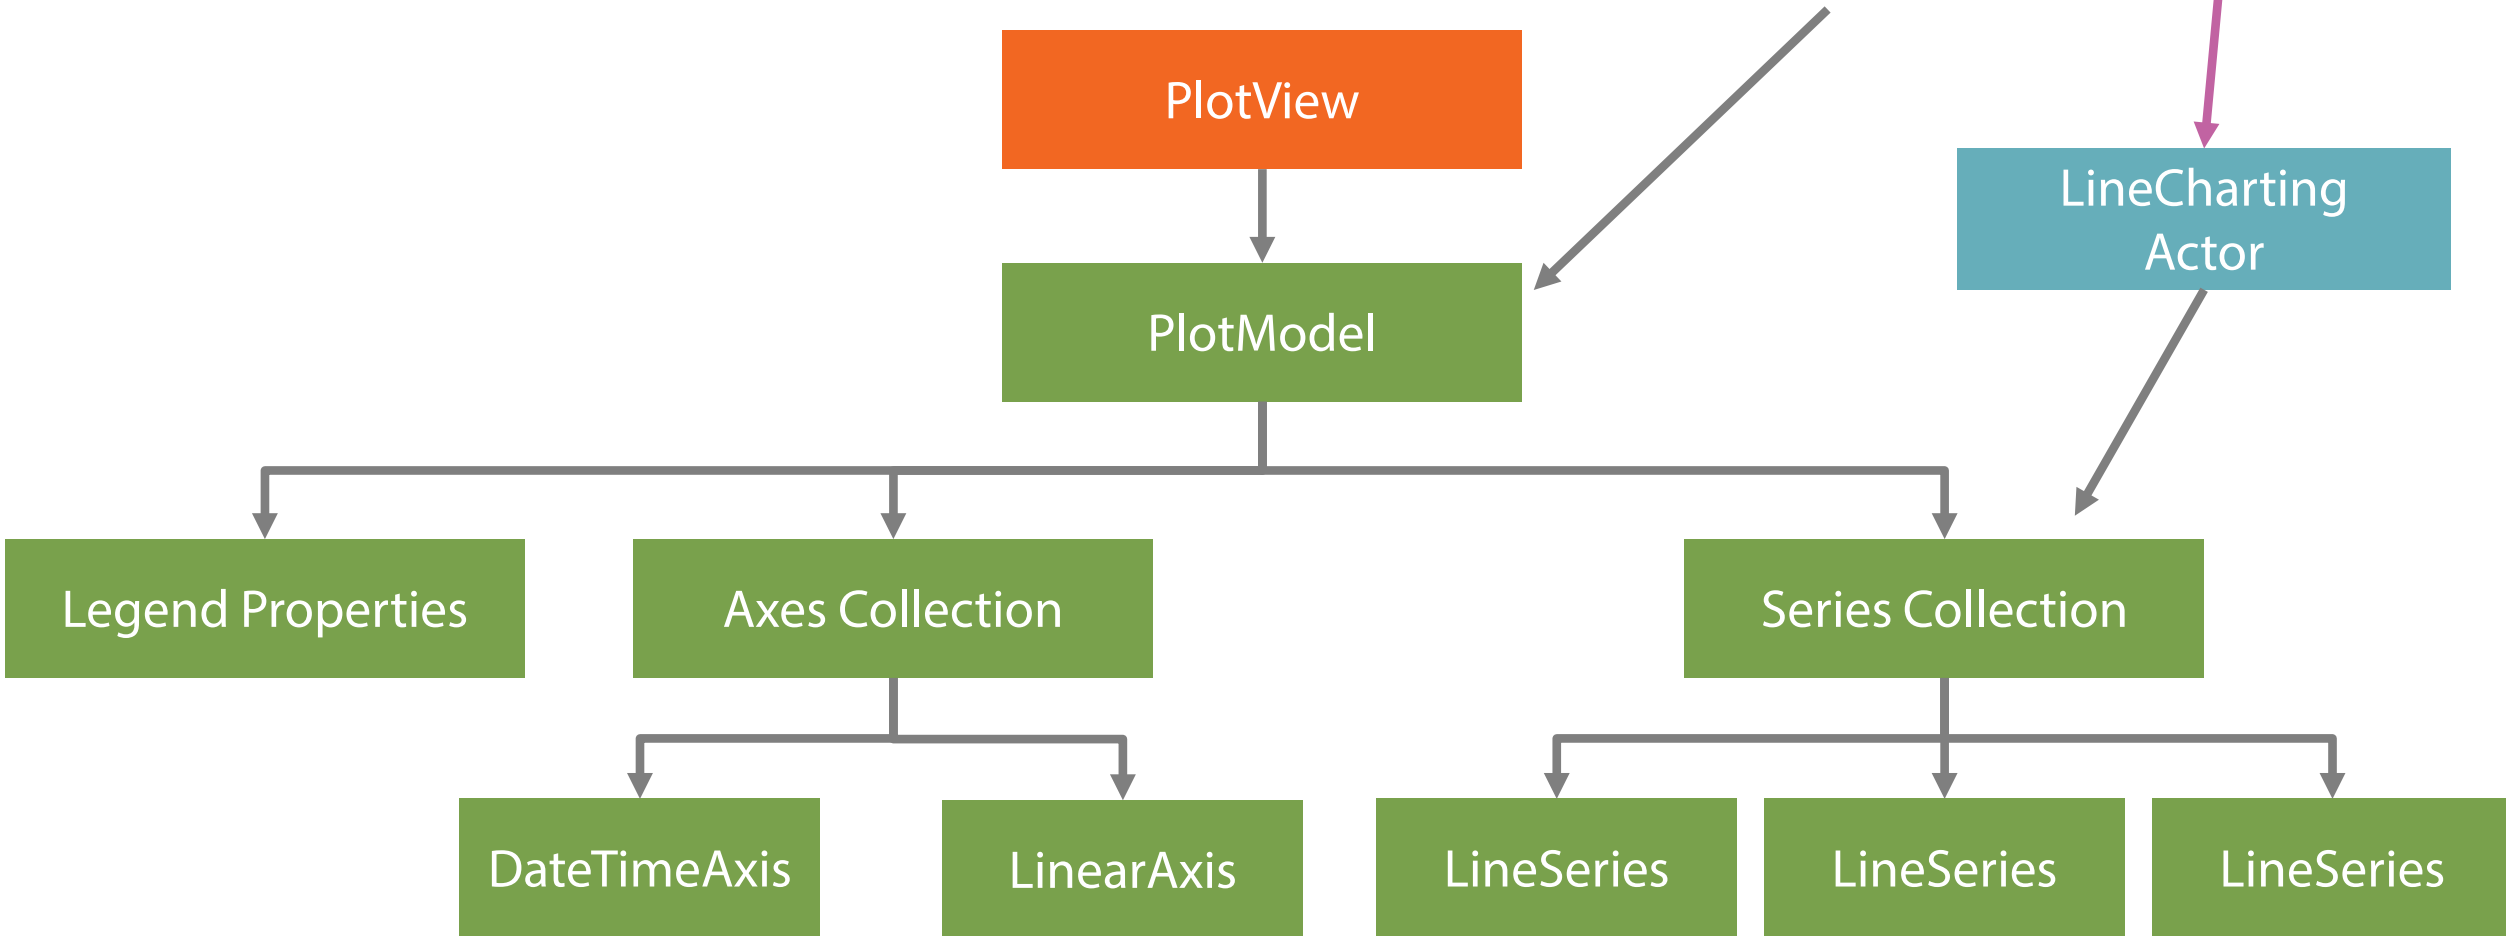 PlotView
LineCharting
Actor
PlotModel
Legend Properties
Axes Collection
Series Collection
DateTimeAxis
LinearAxis
LineSeries
LineSeries
LineSeries